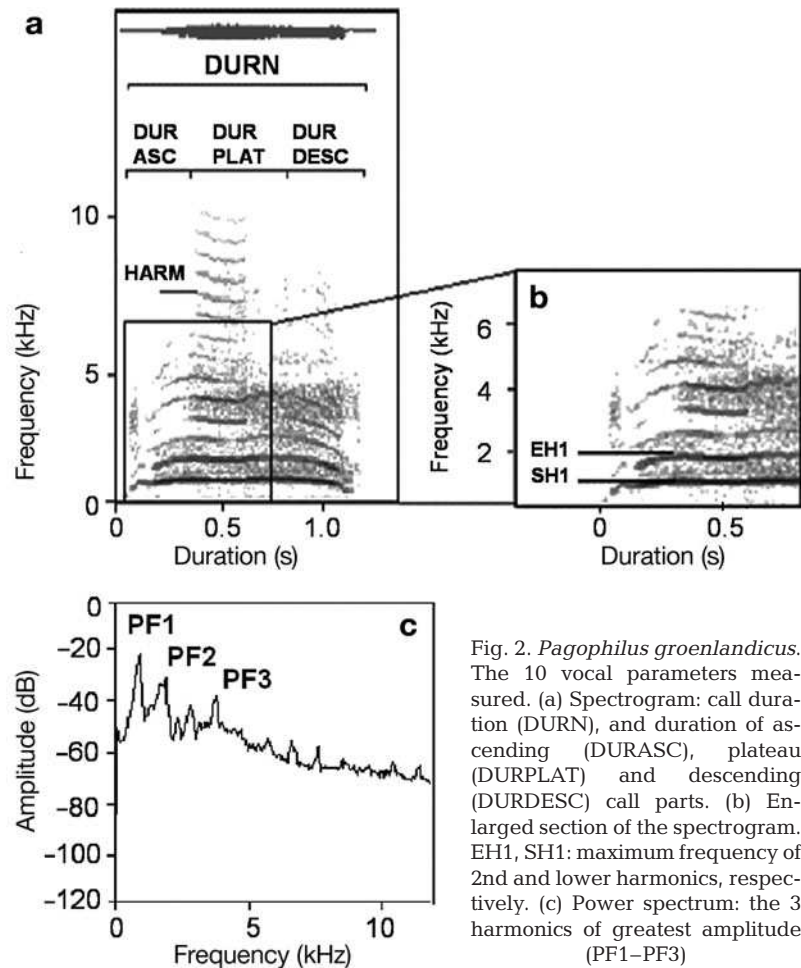 a
DURN
DUR DUR DUR
ASC PLAT DESC
10
HARM
5
0
Frequency (kHz)
0 0.5 1.0
Duration (s)
b
6
4
2
Frequency (kHz)
EH1
SH1
0 0.5
Duration (s)
c
0
–20
–40
–60
–80
–100
–120
Amplitude (dB)
PF1
PF2
PF3
0 5 10
Frequency (kHz)
Fig. 2. Pagophilus groenlandicus.
The 10 vocal parameters mea-
sured. (a) Spectrogram: call dura-
tion (DURN), and duration of as-
cending (DURASC), plateau
(DURPLAT) and descending
(DURDESC) call parts. (b) En-
larged section of the spectrogram.
EH1, SH1: maximum frequency of
2nd and lower harmonics, respec-
tively. (c) Power spectrum: the 3
harmonics of greatest amplitude
(PF1–PF3)